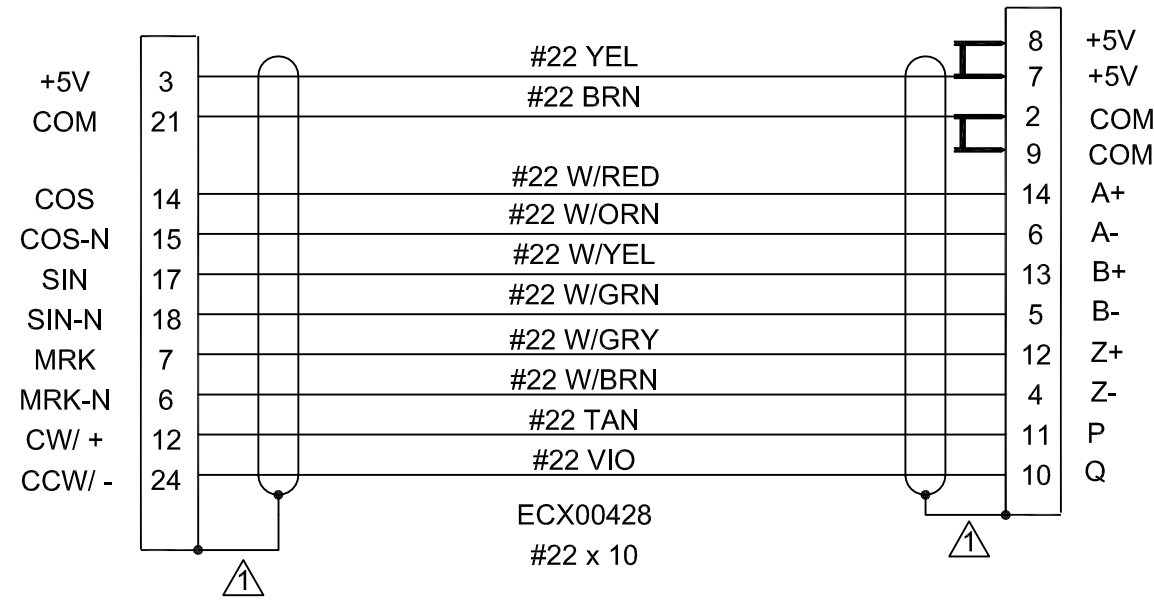 #22 YEL
8 +5V
+5V 3
7 +5V
#22 BRN
COM 21
2 COM
9 COM
#22 W/RED
COS 14
14 A+
#22 W/ORN
COS-N 15
6 A-
#22 W/YEL
SIN 17
13 B+
#22 W/GRN
SIN-N 18
5 B-
#22 W/GRY
MRK 7
12 Z+
#22 W/BRN
MRK-N 6
4 Z-
#22 TAN
CW/ + 12
11 P
#22 VIO
CCW/ - 24
10 Q
ECX00428
#22 x 10
1
1